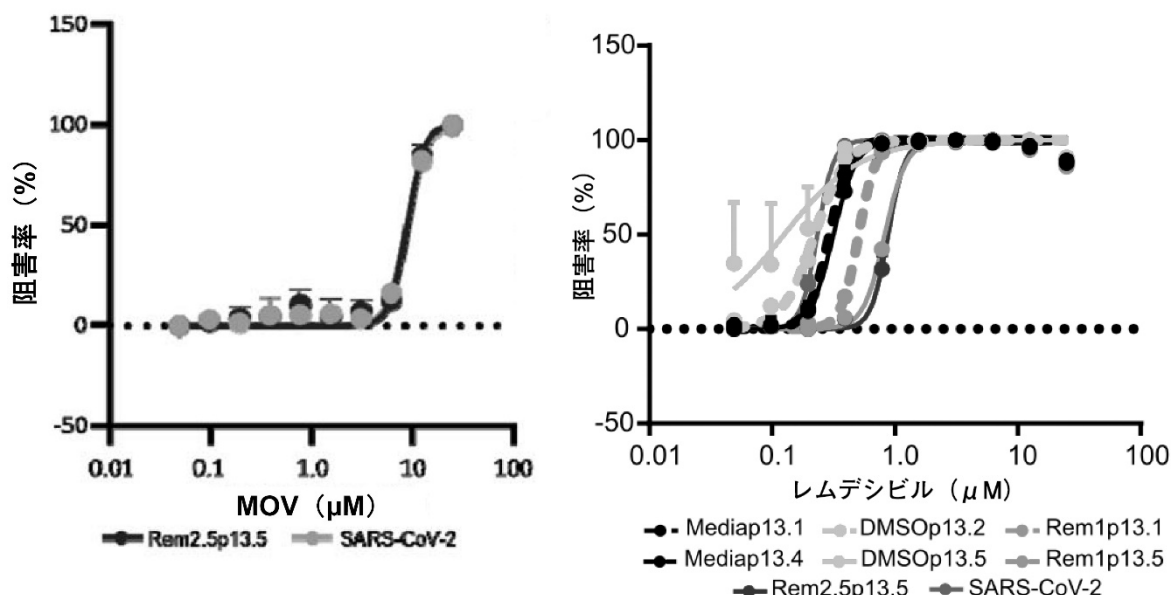 150
100
50
0
-50
阻害率（%）
0.01 0.1 1.0 10 100
MOV（μM）
Rem2.5p13.5 SARS-CoV-2
150
100
50
0
-50
阻害率（%）
0.01 0.1 1.0 10 100
レムデシビル（μM）
Mediap13.1 DMSOp13.2 Rem1p13.1
Mediap13.4 DMSOp13.5 Rem1p13.5
Rem2.5p13.5 SARS-CoV-2